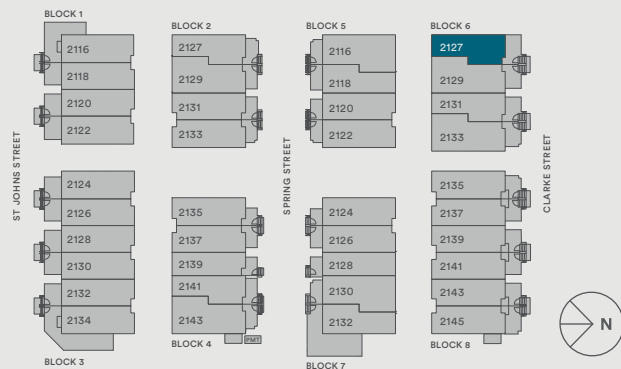 BLOCK 1
2116
2118
2120
2122
BLOCK 2
2127
2129
2131
2133
BLOCK 5
2116
2118
2120
2122
BLOCK 6
2127
2129
2131
2133
ST JOHNS STREET
SPRING STREET
CLARKE STREET
2124
2126
2128
2130
2132
2134
BLOCK 3
2135
2137
2139
2141
2143
BLOCK 4
PMT
2124
2126
2128
2130
2132
BLOCK 7
2135
2137
2139
2141
2143
2145
BLOCK 8
N